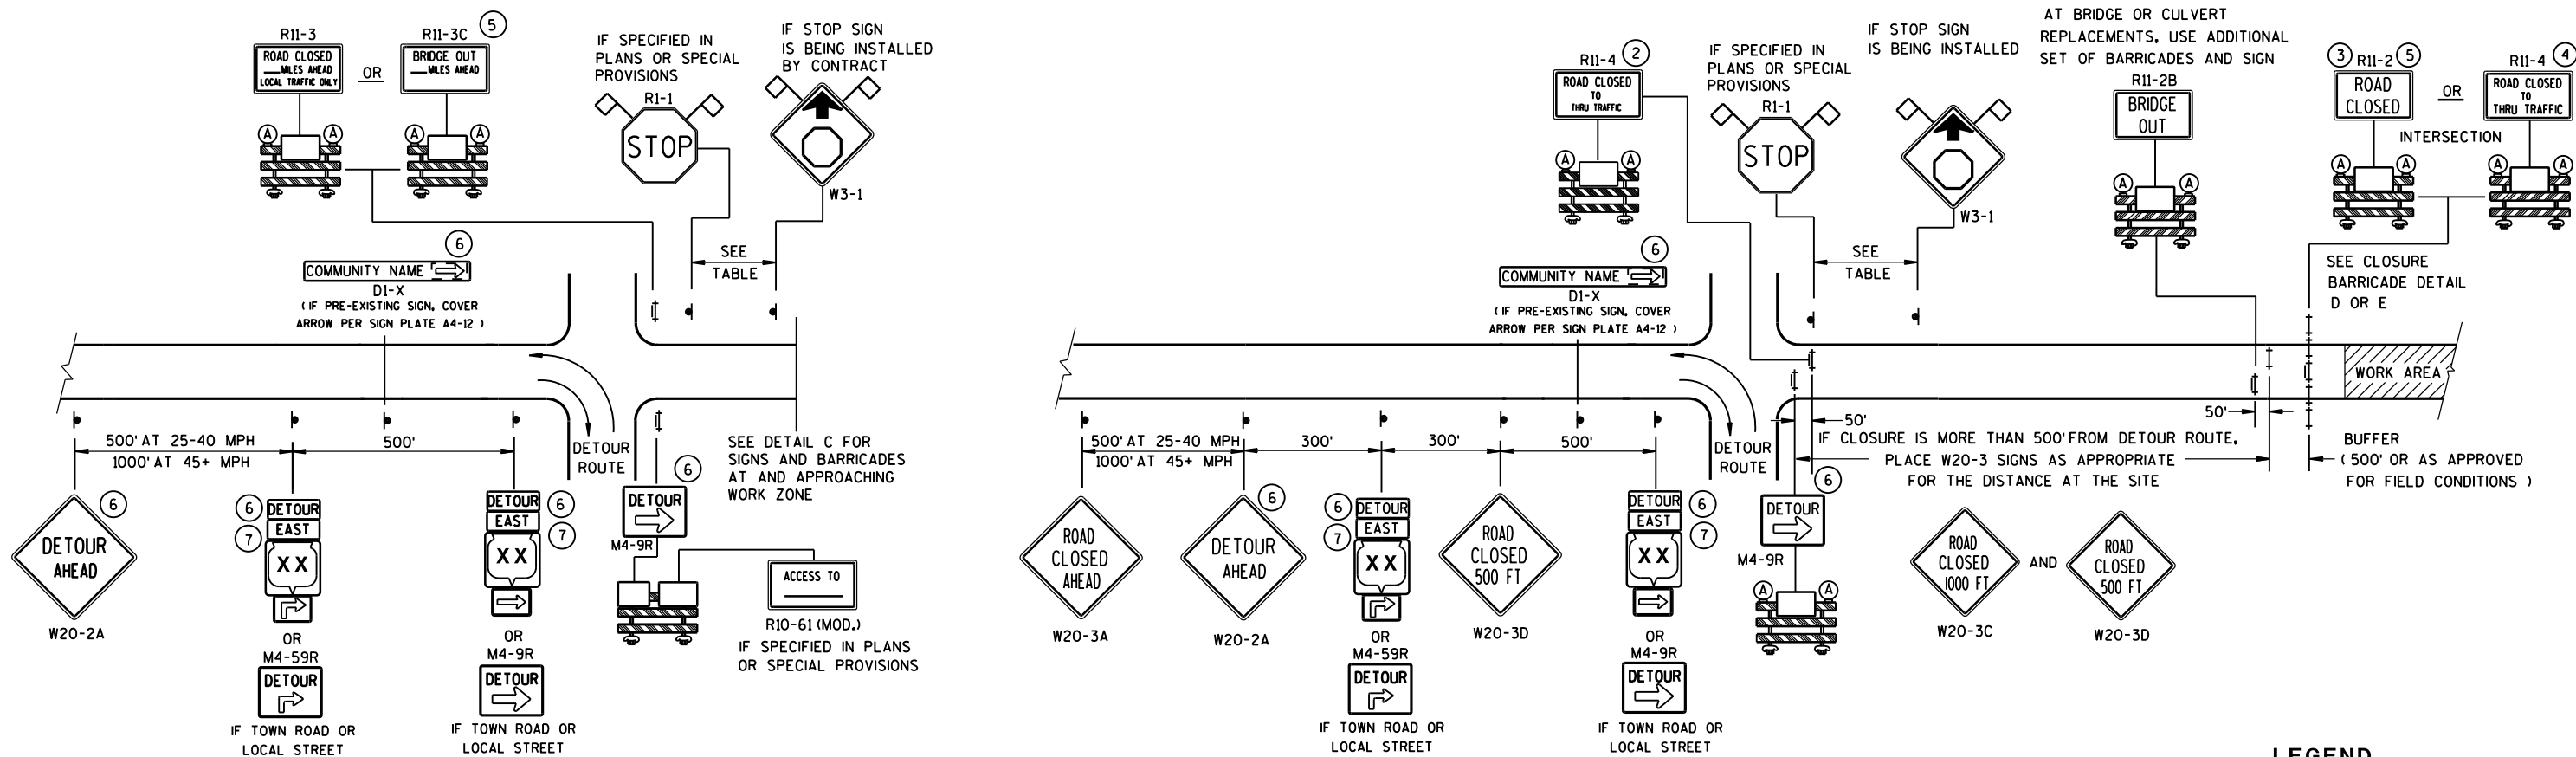 R11-3
ROAD CLOSED
___MILES AHEAD
LOCAL TRAFFIC ONLY
OR
R11-3C
5
BRIDGE OUT
___MILES AHEAD
A
A
A
A
IF SPECIFIED IN
PLANS OR SPECIAL
PROVISIONS
R1-1
STOP
IF STOP SIGN
IS BEING INSTALLED
BY CONTRACT
W3-1
SEE
TABLE
6
COMMUNITY NAME
D1-X
(IF PRE-EXISTING SIGN, COVER
ARROW PER SIGN PLATE A4-12)
500' AT 25-40 MPH
1000' AT 45+ MPH
500'
DETOUR
ROUTE
SEE DETAIL C FOR
SIGNS AND BARRICADES
AT AND APPROACHING
WORK ZONE
6
DETOUR
AHEAD
W20-2A
6
7
DETOUR
EAST
XX
OR
M4-59R
DETOUR
IF TOWN ROAD OR
LOCAL STREET
DETOUR
EAST
XX
6
7
OR
M4-9R
DETOUR
IF TOWN ROAD OR
LOCAL STREET
6
DETOUR
M4-9R
ACCESS TO
R10-61 (MOD.)
IF SPECIFIED IN PLANS
OR SPECIAL PROVISIONS
R11-4
2
ROAD CLOSED
TO
THRU TRAFFIC
A
A
IF SPECIFIED IN
PLANS OR SPECIAL
PROVISIONS
R1-1
STOP
IF STOP SIGN
IS BEING INSTALLED
W3-1
SEE
TABLE
AT BRIDGE OR CULVERT
REPLACEMENTS, USE ADDITIONAL
SET OF BARRICADES AND SIGN
R11-2B
BRIDGE
OUT
A
A
3
R11-2
5
ROAD
CLOSED
OR
R11-4
4
ROAD CLOSED
TO
THRU TRAFFIC
INTERSECTION
A
A
A
A
SEE CLOSURE
BARRICADE DETAIL
D OR E
6
COMMUNITY NAME
D1-X
(IF PRE-EXISTING SIGN, COVER
ARROW PER SIGN PLATE A4-12)
WORK AREA
500' AT 25-40 MPH
1000' AT 45+ MPH
300'
300'
500'
DETOUR
ROUTE
50'
50'
IF CLOSURE IS MORE THAN 500' FROM DETOUR ROUTE,
PLACE W20-3 SIGNS AS APPROPRIATE
FOR THE DISTANCE AT THE SITE
BUFFER
(500' OR AS APPROVED
FOR FIELD CONDITIONS)
ROAD
CLOSED
AHEAD
W20-3A
6
DETOUR
AHEAD
W20-2A
6
7
DETOUR
EAST
XX
OR
M4-59R
DETOUR
IF TOWN ROAD OR
LOCAL STREET
ROAD
CLOSED
500 FT
W20-3D
DETOUR
EAST
XX
6
7
OR
M4-9R
DETOUR
IF TOWN ROAD OR
LOCAL STREET
6
DETOUR
M4-9R
A
A
ROAD
CLOSED
1000 FT
W20-3C
AND
ROAD
CLOSED
500 FT
W20-3D
LEGEND